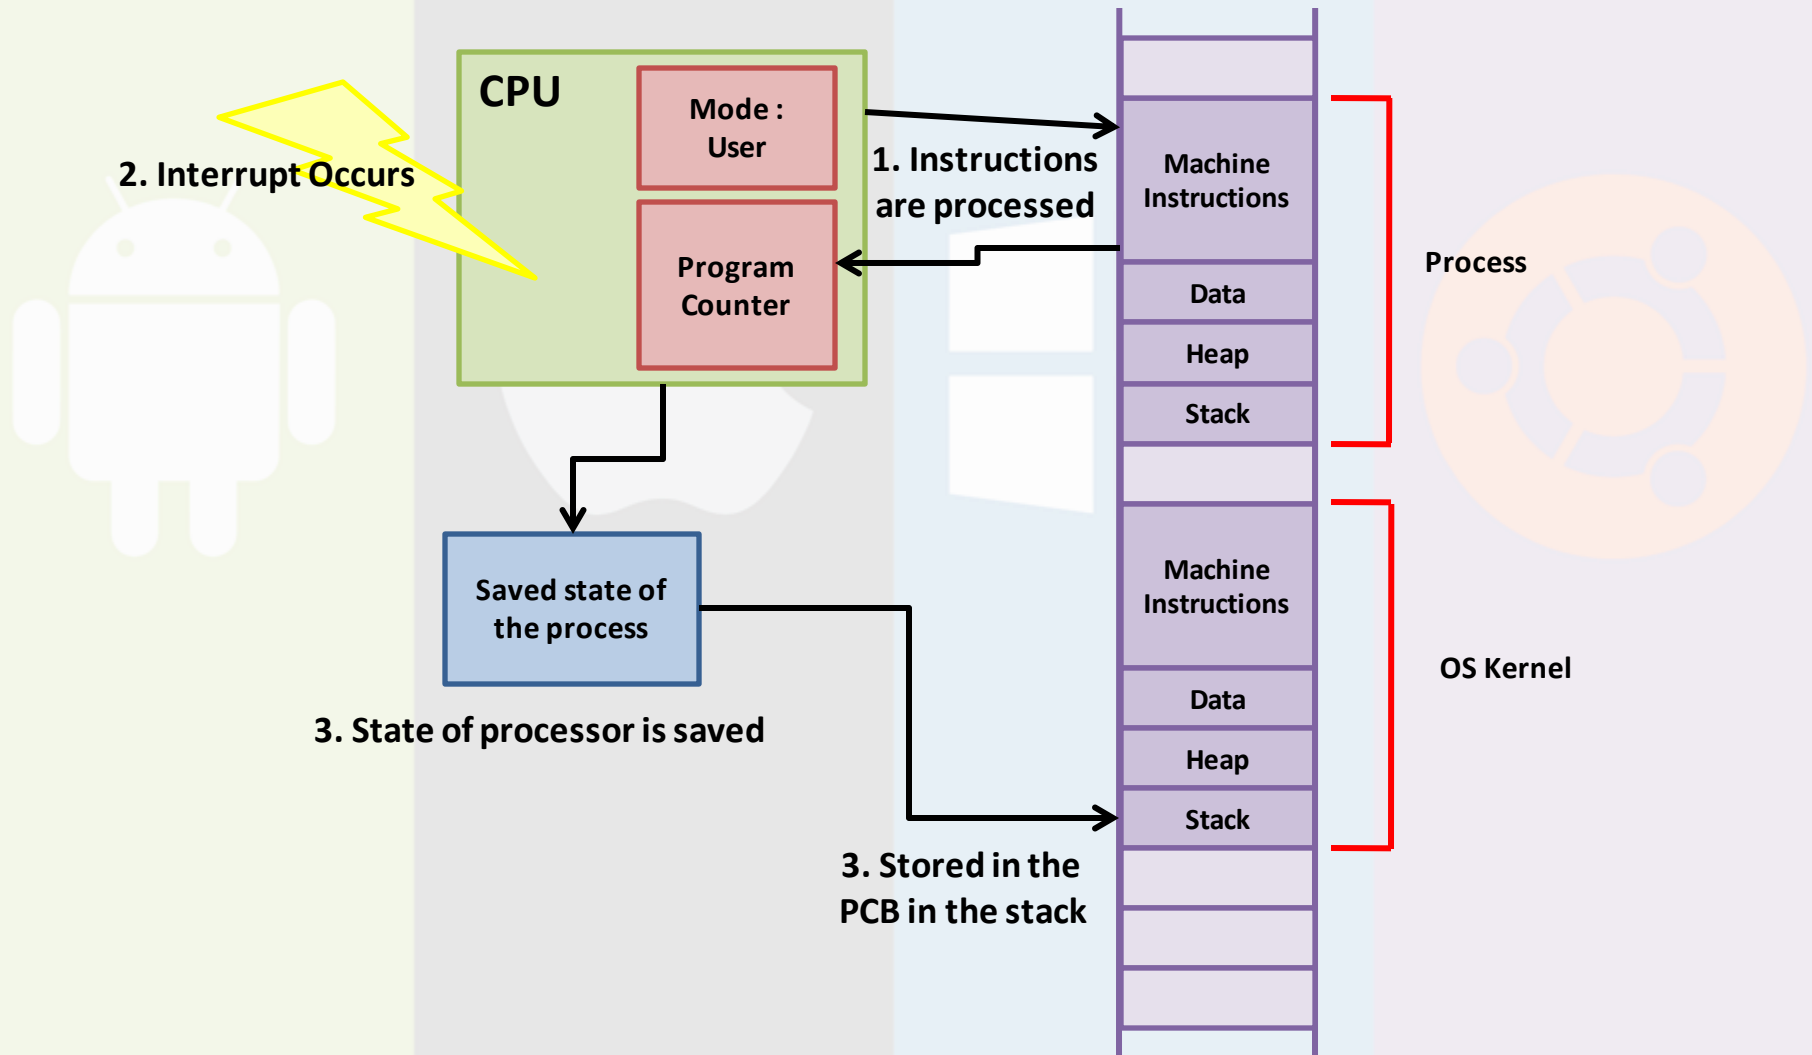 CPU
Mode :
User
2. Interrupt Occurs
1. Instructions
are processed
Program
Counter
Machine
Instructions
Data
Heap
Stack
Process
Saved state of
the process
3. State of processor is saved
Machine
Instructions
Data
Heap
Stack
OS Kernel
3. Stored in the
PCB in the stack